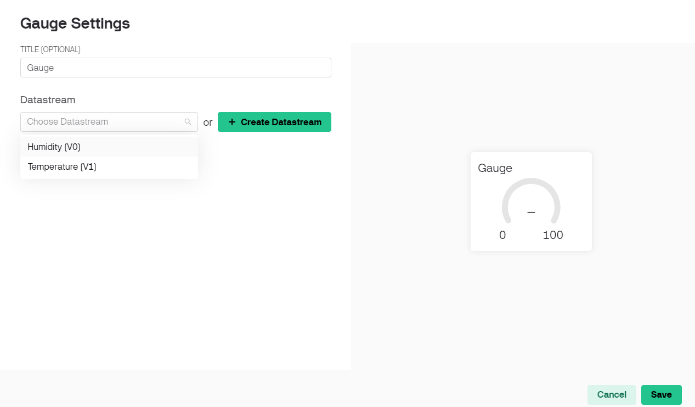 Gauge Settings
TITLE (OPTIONAL)
Gauge
Datastream
Choose Datastream
or
+ Create Datastream
Humidity (V0)
Temperature (V1)
Gauge
–
0 100
Cancel Save